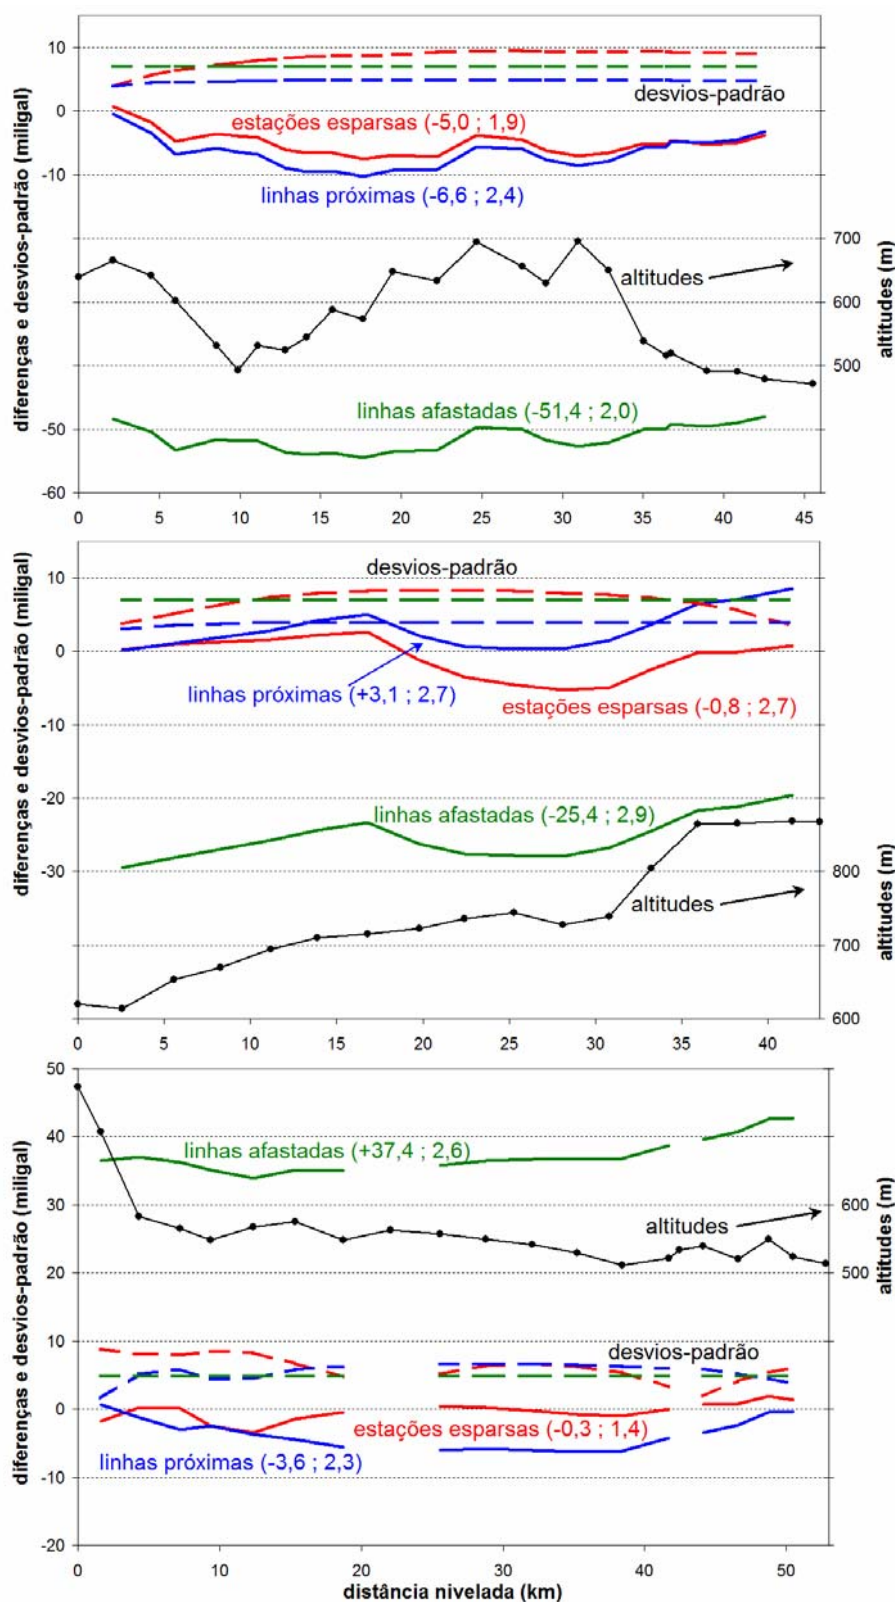 diferenças e desvios-padrão (miligal)
10
0
-10
-50
-60
desvios-padrão
estações esparsas (-5,0 ; 1,9)
linhas próximas (-6,6 ; 2,4)
altitudes
linhas afastadas (-51,4 ; 2,0)
700
600
500
altitudes (m)
0 5 10 15 20 25 30 35 40 45
diferenças e desvios-padrão (miligal)
10
0
-10
-20
-30
desvios-padrão
linhas próximas (+3,1 ; 2,7)
estações esparsas (-0,8 ; 2,7)
linhas afastadas (-25,4 ; 2,9)
altitudes
800
700
600
altitudes (m)
0 5 10 15 20 25 30 35 40
diferenças e desvios-padrão (miligal)
50
40
30
20
10
0
-10
-20
linhas afastadas (+37,4 ; 2,6)
altitudes
desvios-padrão
estações esparsas (-0,3 ; 1,4)
linhas próximas (-3,6 ; 2,3)
600
500
altitudes (m)
0 10 20 30 40 50
distância nivelada (km)